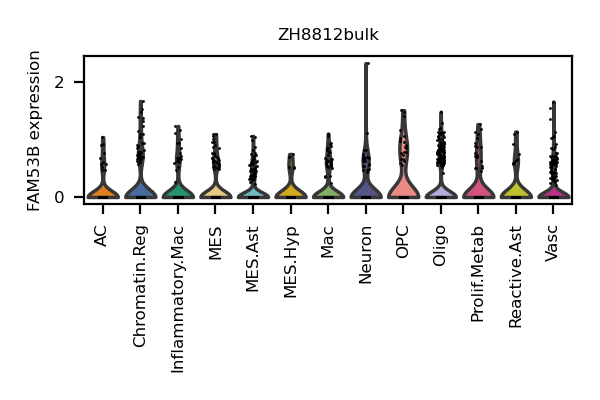 ZH8812bulk
FAM53B expression
2
0
AC
Chromatin.Reg
Inflammatory.Mac
MES
MES.Ast
MES.Hyp
Mac
Neuron
OPC
Oligo
Prolif.Metab
Reactive.Ast
Vasc